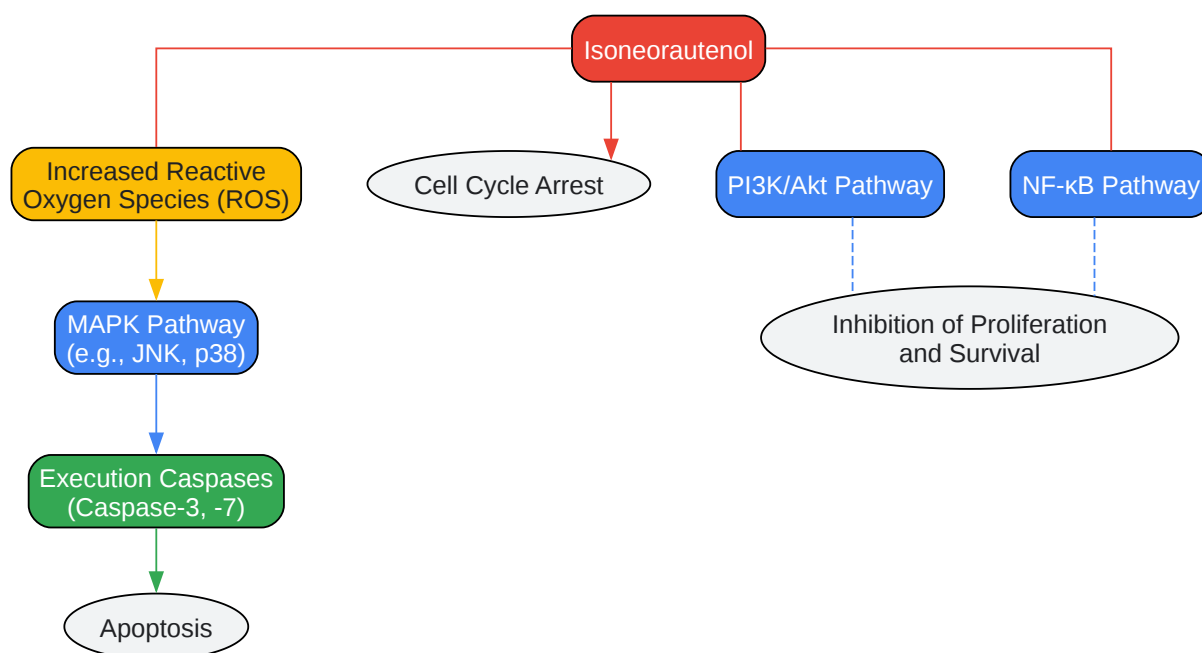 Isoneorautenol
Increased Reactive
Oxygen Species (ROS)
Cell Cycle Arrest
PI3K/Akt Pathway
NF-κB Pathway
MAPK Pathway
(e.g., JNK, p38)
Inhibition of Proliferation
and Survival
Execution Caspases
(Caspase-3, -7)
Apoptosis